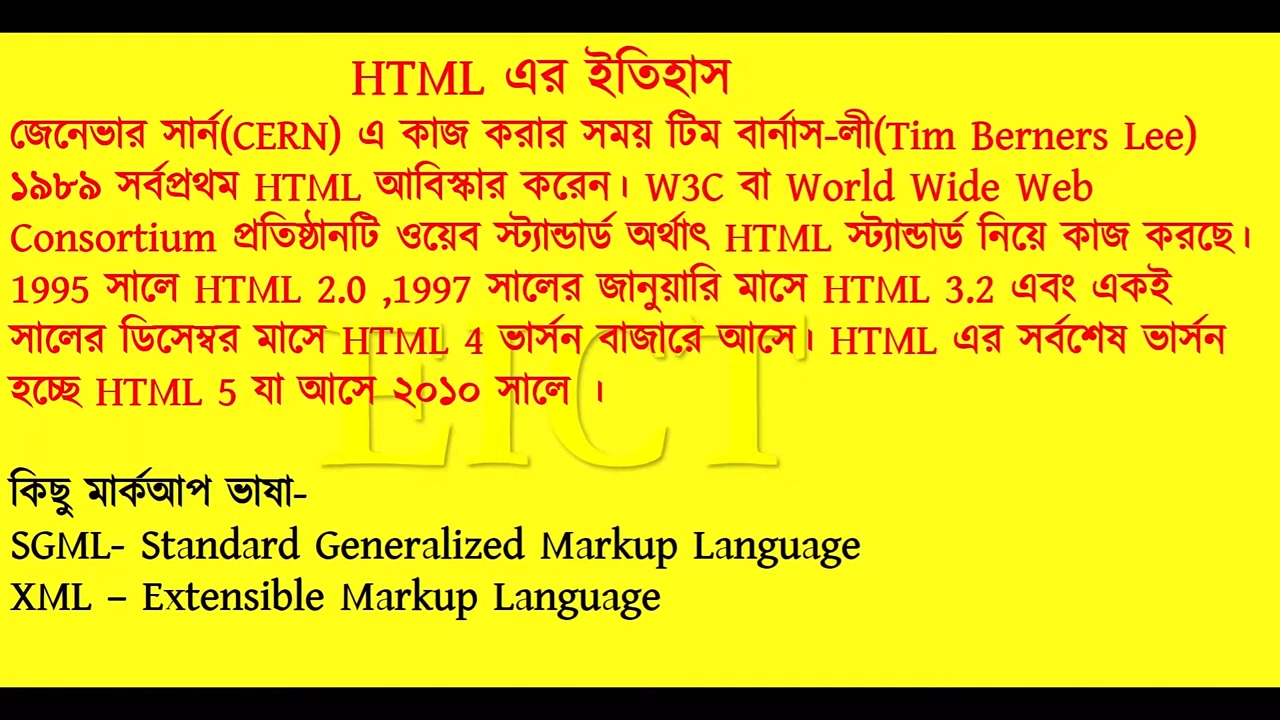 HTML এর ইতিহাস
জেনেভার সার্ন(CERN) এ কাজ করার সময় টিম বার্নাস-লী(Tim Berners Lee)
১৯৮৯ সর্বপ্রথম HTML আবিস্কার করেন। W3C বা World Wide Web
Consortium প্রতিষ্ঠানটি ওয়েব স্ট্যান্ডার্ড অর্থাৎ HTML স্ট্যান্ডার্ড নিয়ে কাজ করছে।
1995 সালে HTML 2.0 ,1997 সালের জানুয়ারি মাসে HTML 3.2 এবং একই
সালের ডিসেম্বর মাসে HTML 4 ভার্সন বাজারে আসে। HTML এর সর্বশেষ ভার্সন
হচ্ছে HTML 5 যা আসে ২০১০ সালে ।
EICT
কিছু মার্কআপ ভাষা-
SGML- Standard Generalized Markup Language
XML – Extensible Markup Language